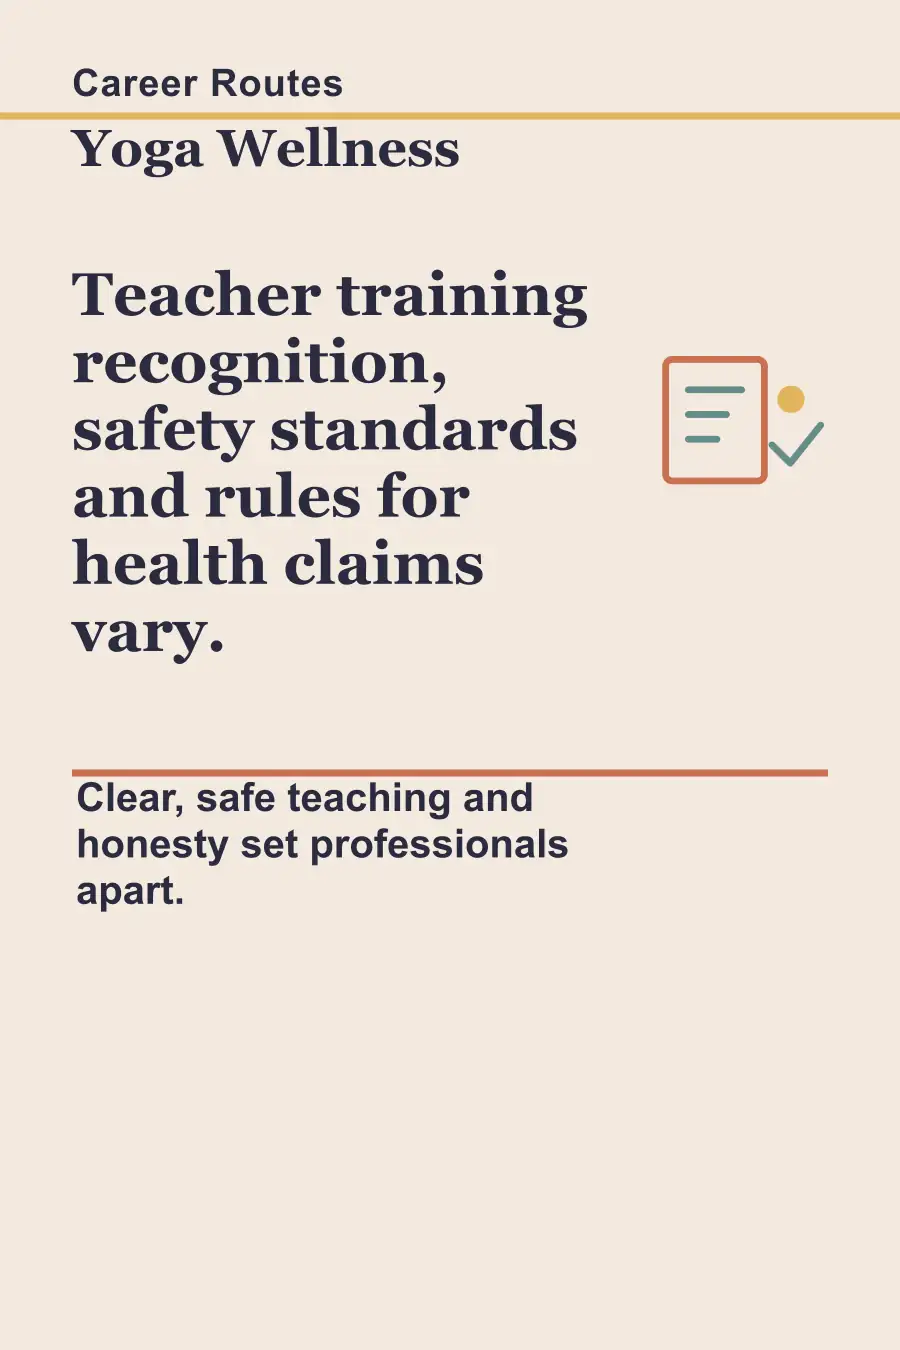 Career Routes
Yoga Wellness
Teacher training
recognition,
safety standards
and rules for
health claims
vary.
Clear, safe teaching and
honesty set professionals
apart.